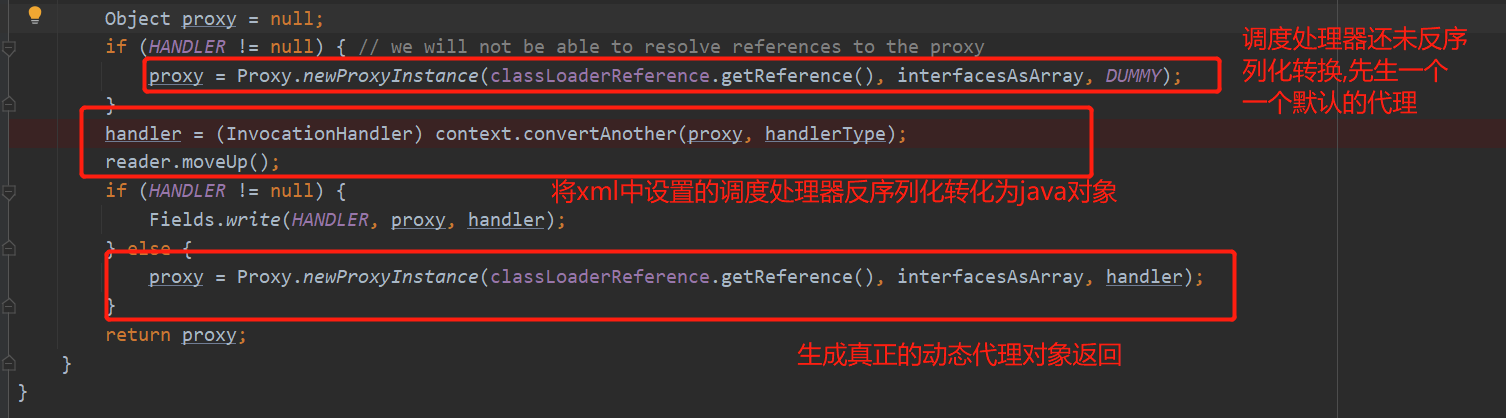 Object proxy = null;
if (HANDLER != null) { // we will not be able to resolve references to the proxy
proxy = Proxy.newProxyInstance(classLoaderReference.getReference(), interfacesAsArray, DUMMY);
}
调度处理器还未反序
列化转换,先生一个
一个默认的代理
handler = (InvocationHandler) context.convertAnother(proxy, handlerType);
reader.moveUp();
将xml中设置的调度处理器反序列化转化为java对象
if (HANDLER != null) {
Fields.write(HANDLER, proxy, handler);
} else {
proxy = Proxy.newProxyInstance(classLoaderReference.getReference(), interfacesAsArray, handler);
}
return proxy;
生成真正的动态代理对象返回
}
}